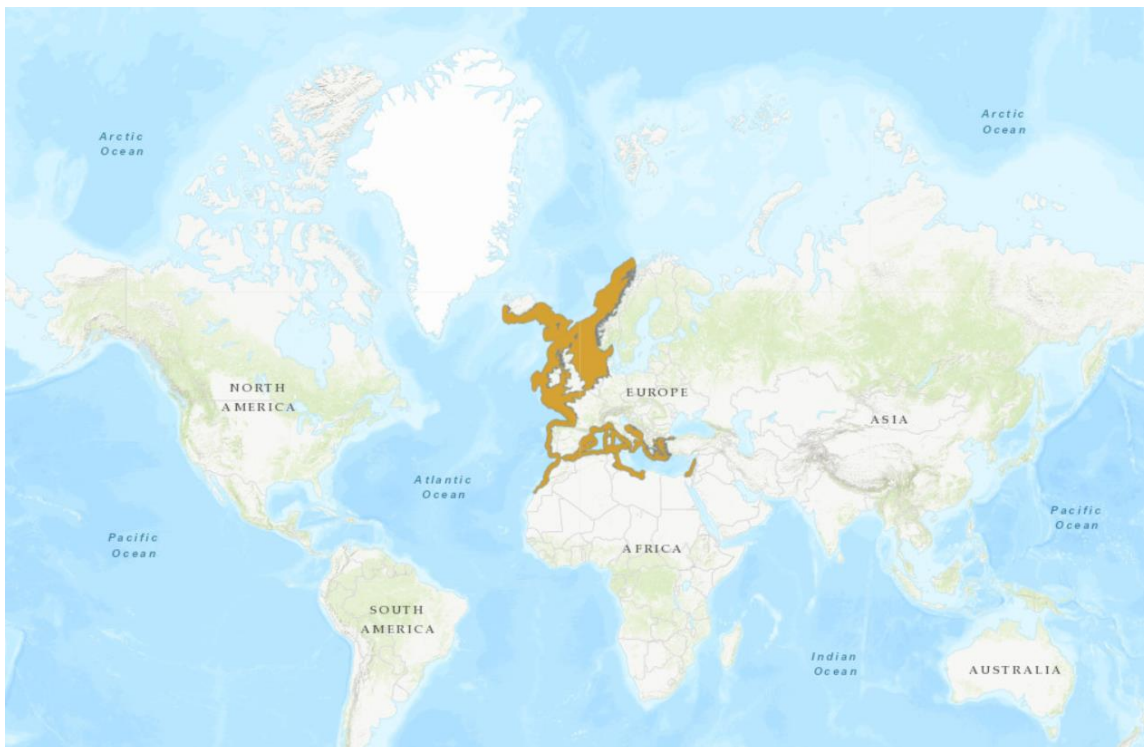 Arctic
Ocean
Arctic
Ocean
NORTH
AMERICA
EUROPE
ASIA
Atlantic
Ocean
Pacific
Ocean
Pacific
Ocean
AFRICA
SOUTH
AMERICA
Indian
Ocean
AUSTRALIA